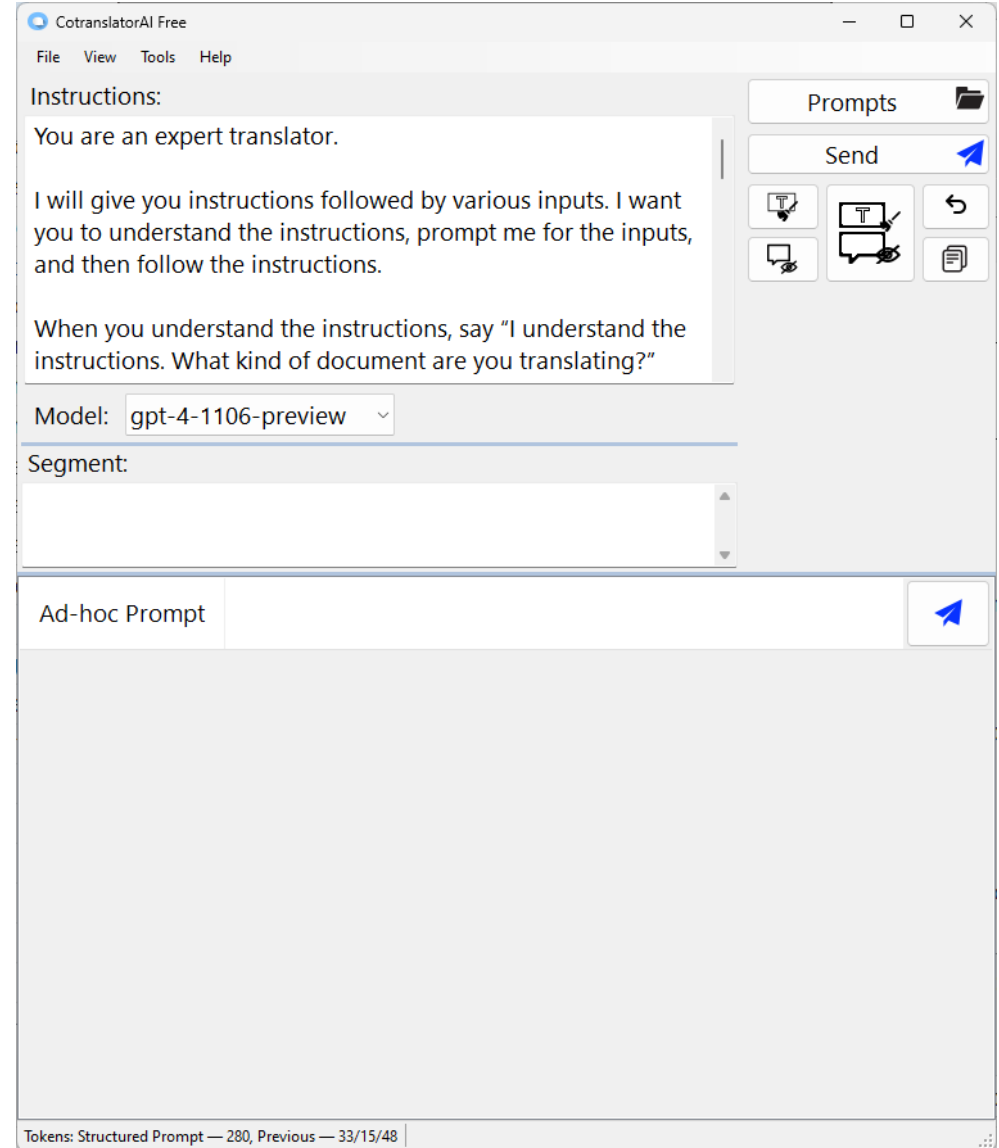 CotranslatorAI Free
File View Tools Help
Instructions:
You are an expert translator.
I will give you instructions followed by various inputs. I want
you to understand the instructions, prompt me for the inputs,
and then follow the instructions.
When you understand the instructions, say “I understand the
instructions. What kind of document are you translating?”
Prompts
Send
T
T
Model: gpt-4-1106-preview
Segment:
Ad-hoc Prompt
Tokens: Structured Prompt — 280, Previous — 33/15/48